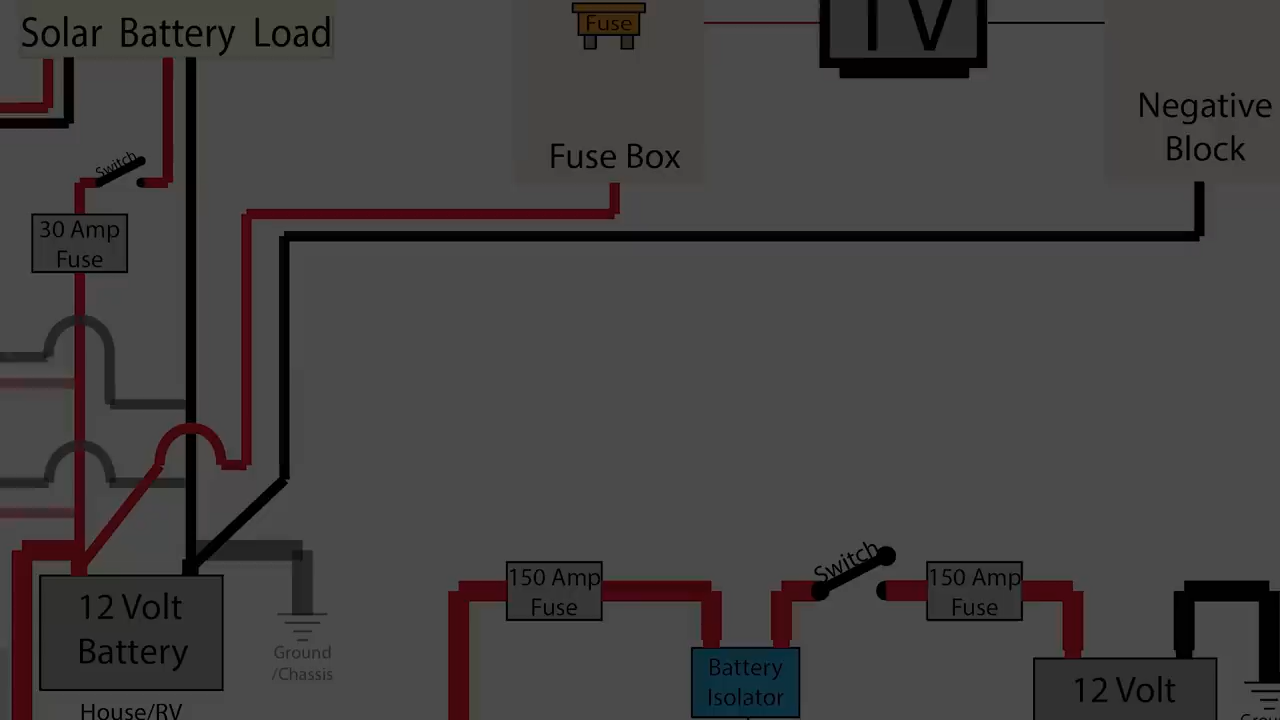 Solar Battery Load
Fuse
TV
Fuse Box
Negative
Block
Switch
30 Amp
Fuse
12 Volt
Battery
House/RV
Ground
/Chassis
150 Amp
Fuse
Battery
Isolator
Switch
150 Amp
Fuse
12 Volt